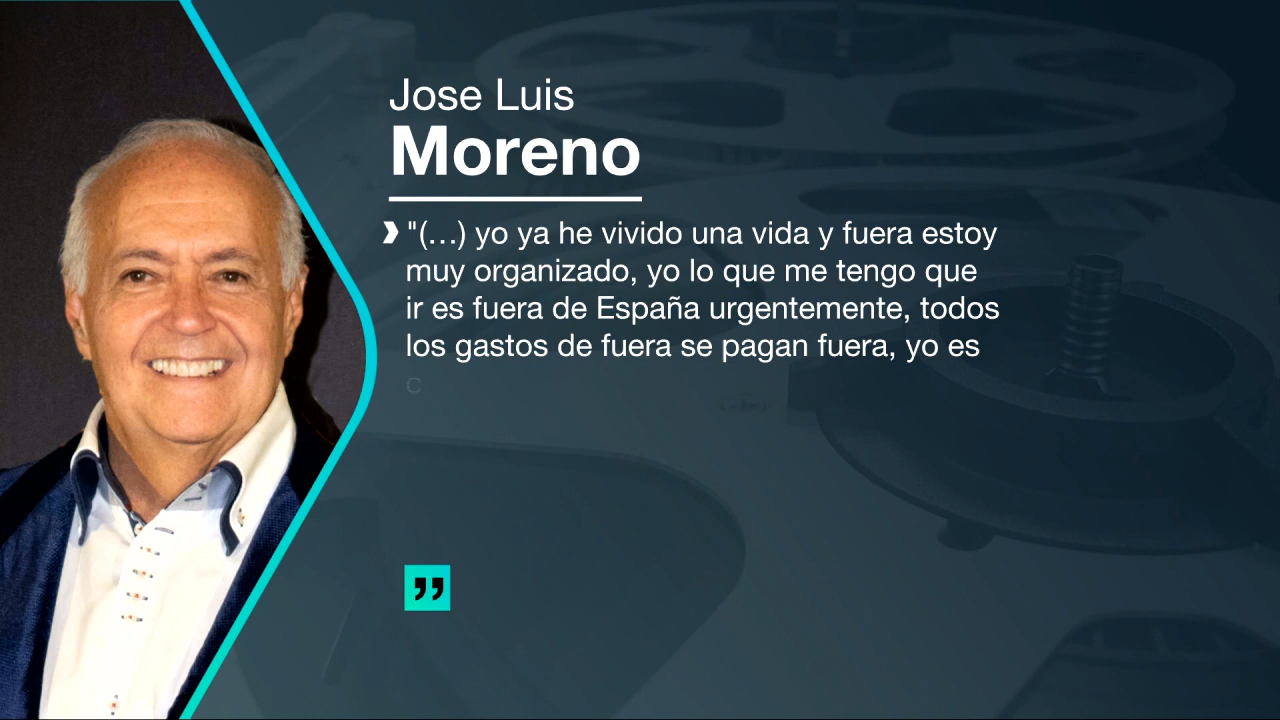 Jose Luis
Moreno
"(...) yo ya he vivido una vida y fuera estoy
muy organizado, yo lo que me tengo que
ir es fuera de España urgentemente, todos
los gastos de fuera se pagan fuera, yo es
c